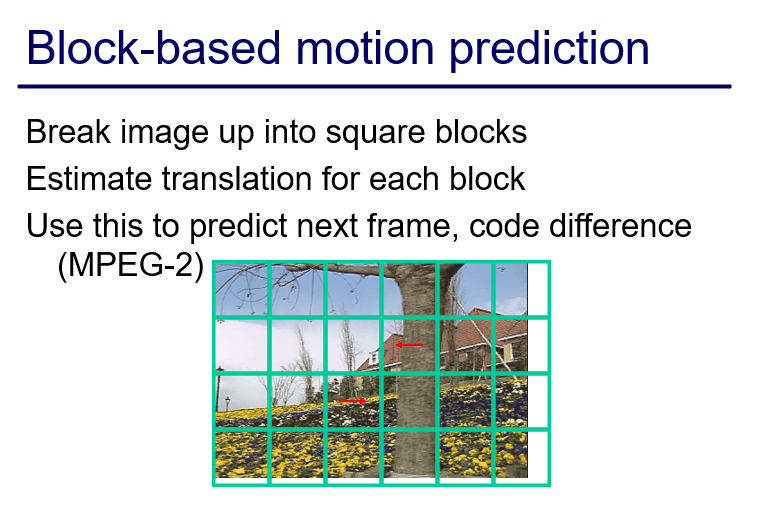 Block-based motion prediction
Break image up into square blocks
Estimate translation for each block
Use this to predict next frame, code difference
(MPEG-2)